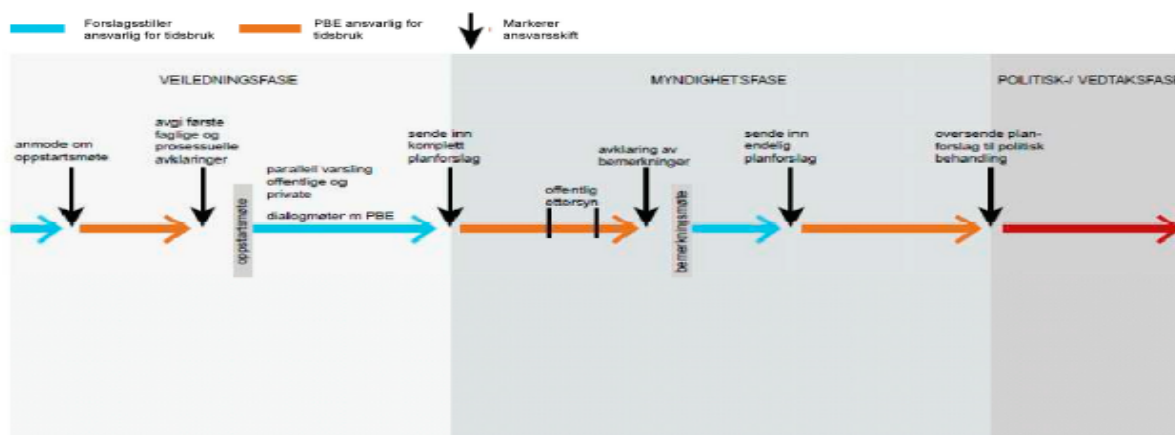 Forslagsstiller
ansvarlig for tidsbruk
PBE ansvarlig for
tidsbruk
Markerer
ansvarsskift
VEILEDNINGSFASE
MYNDIGHETSFASE
POLITISK-/ VEDTAKSFASE
anmode om
oppstartsmøte
avgi første
faglige og
prosessuelle
avklaringer
oppstartsmøte
parallell varsling
offentlige og
private
dialogmøter m PBE
sende inn
komplett
planforslag
offentlig
ettersyn
avklaring av
bemerkninger
bemerkningsmøte
sende inn
endelig
planforslag
oversende plan-
forslag til politisk
behandling